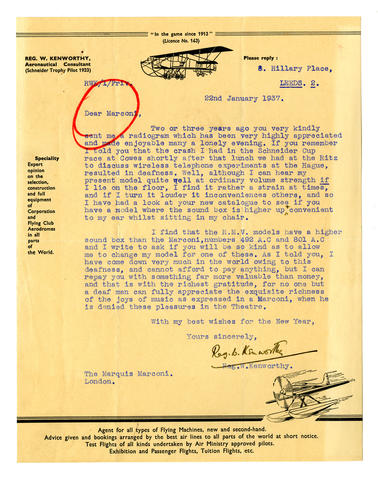 "In the game since 1912"
(Licence No. 143)
REG. W. KENWORTHY,
Aeronautical Consultant
(Schneider Trophy Pilot 1923)
Please reply :
8. Hillary Place,
LEEDS. 2.
RWK/1/Priv.
22nd January 1937.
Dear Marconi,
Two or three years ago you very kindly
sent me a radiogram which has been very highly appreciated
and made enjoyable many a lonely evening. If you remember
I told you that the crash I had in the Schneider Cup
race at Cowes shortly after that lunch we had at the Ritz
to discuss wireless telephone experiments at the Hague,
resulted in deafness. Well, although I can hear my
present model quite well at ordinary volume strength if
I lie on the floor, I find it rather a strain at times,
and if I turn it louder it inconveniences others, and so
I have had a look at your new catalogue to see if you
have a model where the sound box is higher up convenient
to my ear whilst sitting in my chair.
I find that the H.M.V. models have a higher
sound box than the Marconi,numbers 492 A.C and 801 A.C
and I write to ask if you will be so kind as to allow
me to change my model for one of these. As I told you, I
have come down very much in the world owing to this
deafness, and cannot afford to pay anything, but I can
repay you with something far more valuable than money,
and that is with the richest gratitude, for no one but
a deaf man can fully appreciate the exquisite richness
of the joys of music as expressed in a Marconi, when he
is denied these pleasures in the Theatre.
With my best wishes for the New Year,
Yours sincerely,
Reg. W. Kenworthy
Reg.W.Kenworthy.
The Marquis Marconi.
London.
Speciality
Expert
opinion
on the
selection,
construction
and full
equipment
of
Corporation
and
Flying Club
Aerodromes
in all
parts
of
the World.
Agent for all types of Flying Machines, new and second-hand.
Advice given and bookings arranged by the best air lines to all parts of the world at short notice.
Test Flights of all kinds undertaken by Air Ministry approved pilots.
Exhibition and Passenger Flights, Tuition Flights, etc.